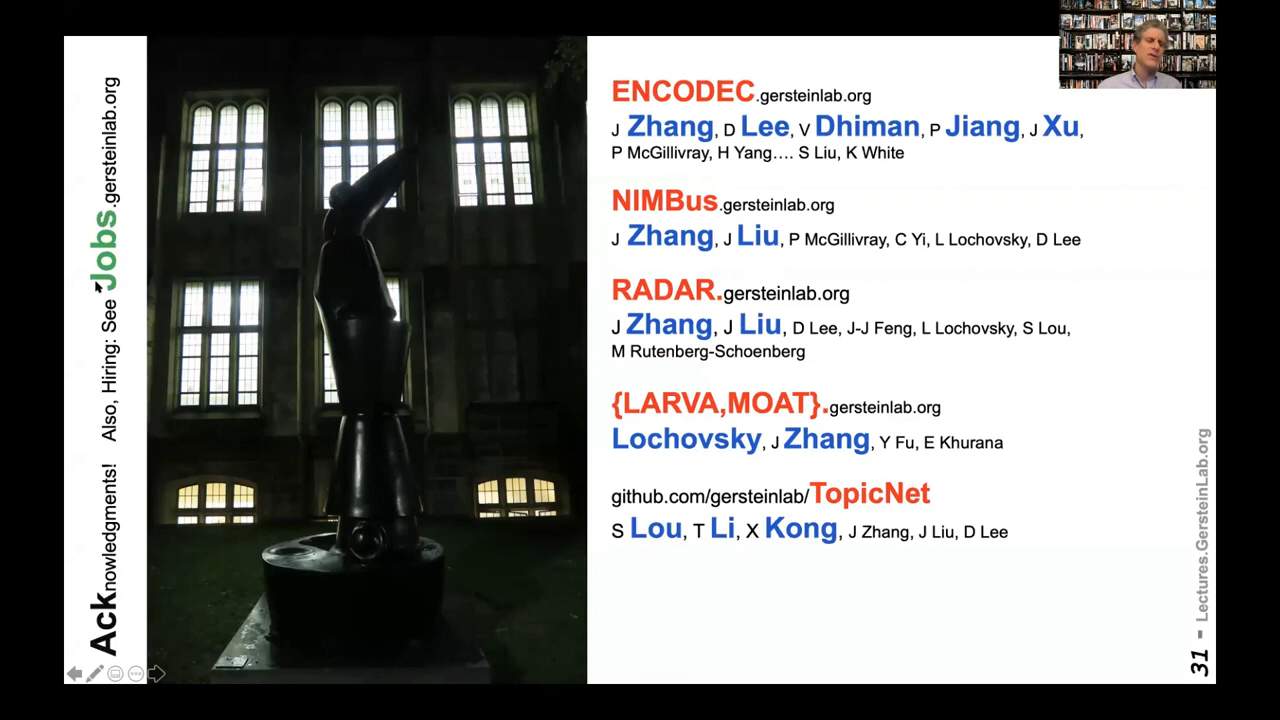 Acknowledgments! Also, Hiring: See Jobs.gersteinlab.org
ENCODEC.gersteinlab.org
J Zhang, D Lee, V Dhiman, P Jiang, J Xu,
P McGillivray, H Yang.... S Liu, K White
NIMBus.gersteinlab.org
J Zhang, J Liu, P McGillivray, C Yi, L Lochovsky, D Lee
RADAR.gersteinlab.org
J Zhang, J Liu, D Lee, J-J Feng, L Lochovsky, S Lou,
M Rutenberg-Schoenberg
{LARVA,MOAT}.gersteinlab.org
Lochovsky, J Zhang, Y Fu, E Khurana
github.com/gersteinlab/TopicNet
S Lou, T Li, X Kong, J Zhang, J Liu, D Lee
31 - Lectures.GersteinLab.org